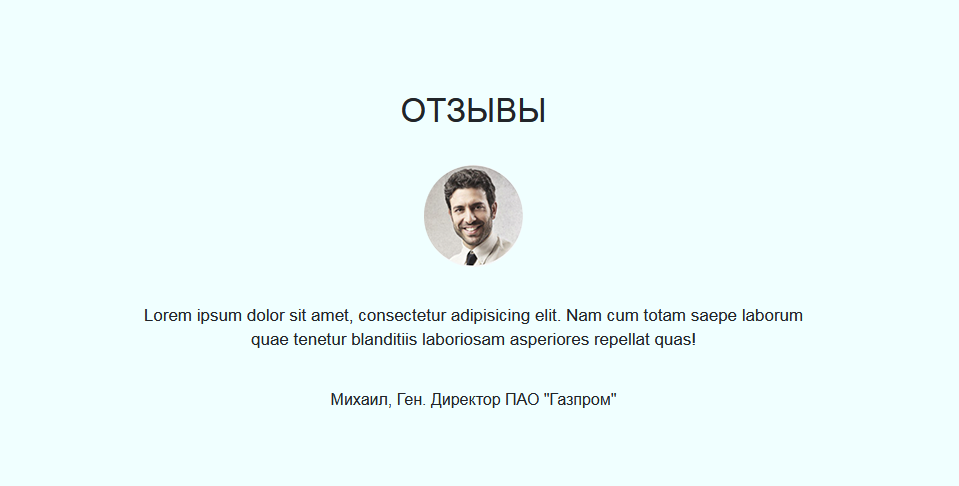 ОТЗЫВЫ
Lorem ipsum dolor sit amet, consectetur adipisicing elit. Nam cum totam saepe laborum
quae tenetur blanditiis laboriosam asperiores repellat quas!
Михаил, Ген. Директор ПАО "Газпром"